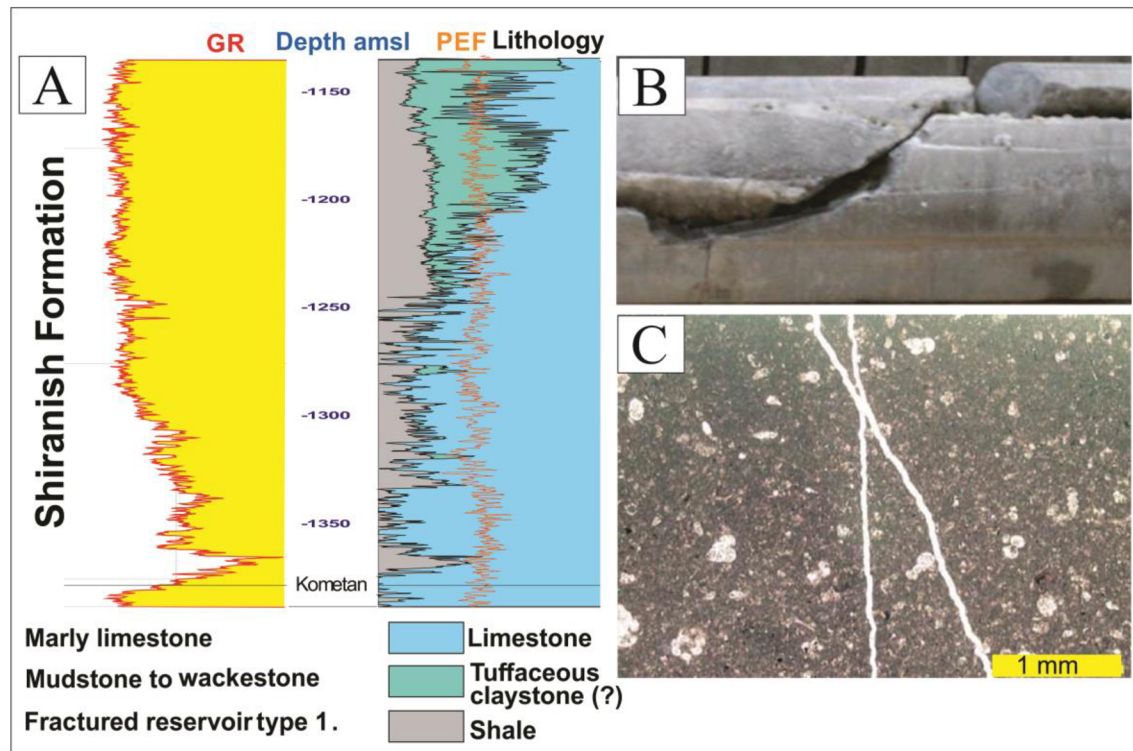 GR Depth amsl PEF Lithology
A
B
C
Shiranish Formation
-1150
-1200
-1250
-1300
-1350
Kometan
Marly limestone
Mudstone to wackestone
Fractured reservoir type 1.
Limestone
Tuffaceous
claystone (?)
Shale
1 mm